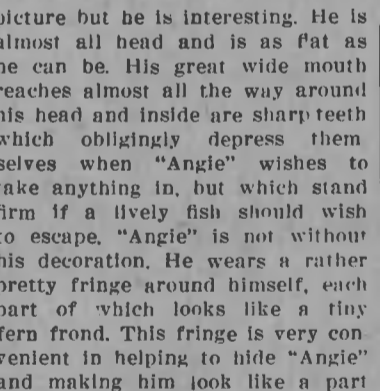 picture but he is interesting. He is
almost all head and is as flat as
he can be. His great wide mouth
reaches almost all the way around
his head and inside are sharp teeth
which obligingly depress them
selves when "Angie" wishes to
take anything in, but which stand
firm if a lively fish should wish
to escape. "Angie" is not without
his decoration. He wears a rather
pretty fringe around himself, each
part of which looks like a tiny
fern frond. This fringe is very con
venient in helping to hide "Angie"
and making him look like a part